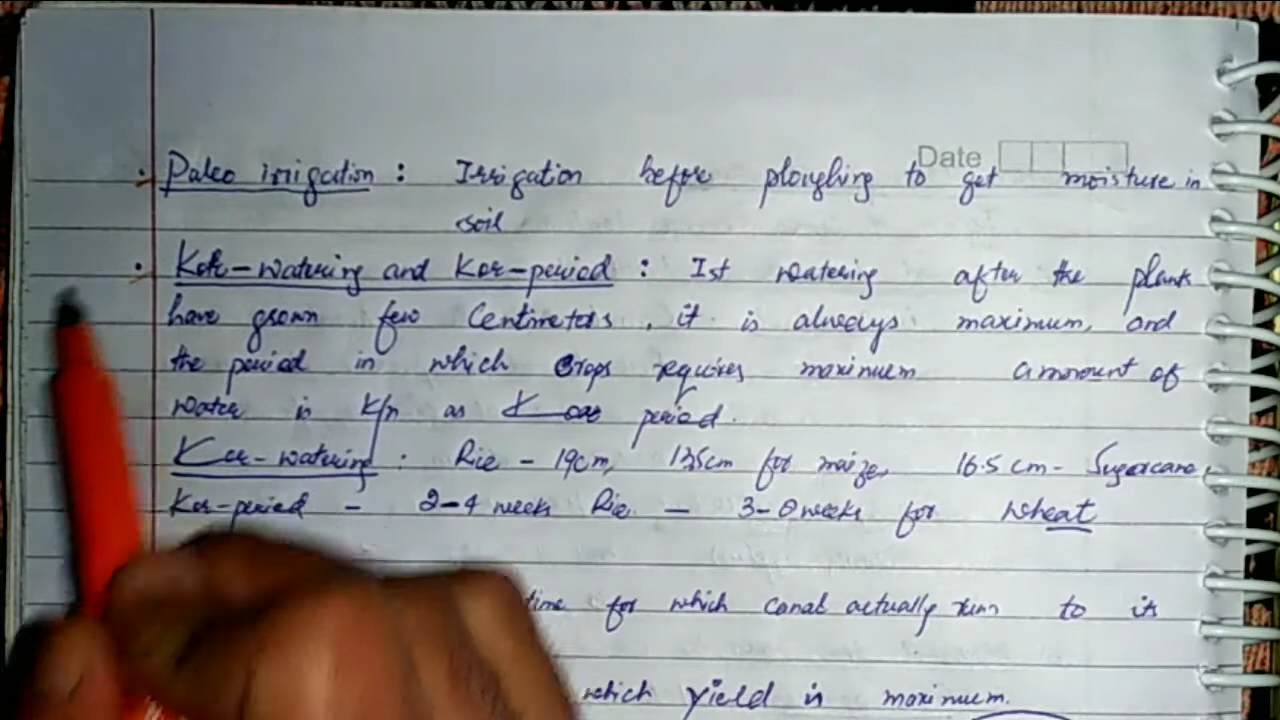 Date
· Paleo irrigation : Irrigation before ploughing to get moisture in
soil
· Kor-watering and Kor-period : Ist watering after the plants
have grown few Centimeters, it is always maximum, and
the period in which crops requires maximum amount of
water is k/n as Kor period.
Kor-watering : Rice - 19cm, 13.5cm for maize, 16.5 cm - Sugarcane,
Kor-period - 2-4 weeks Rice - 3-8 weeks for wheat
time for which canal actually run to its
which yield is maximum.